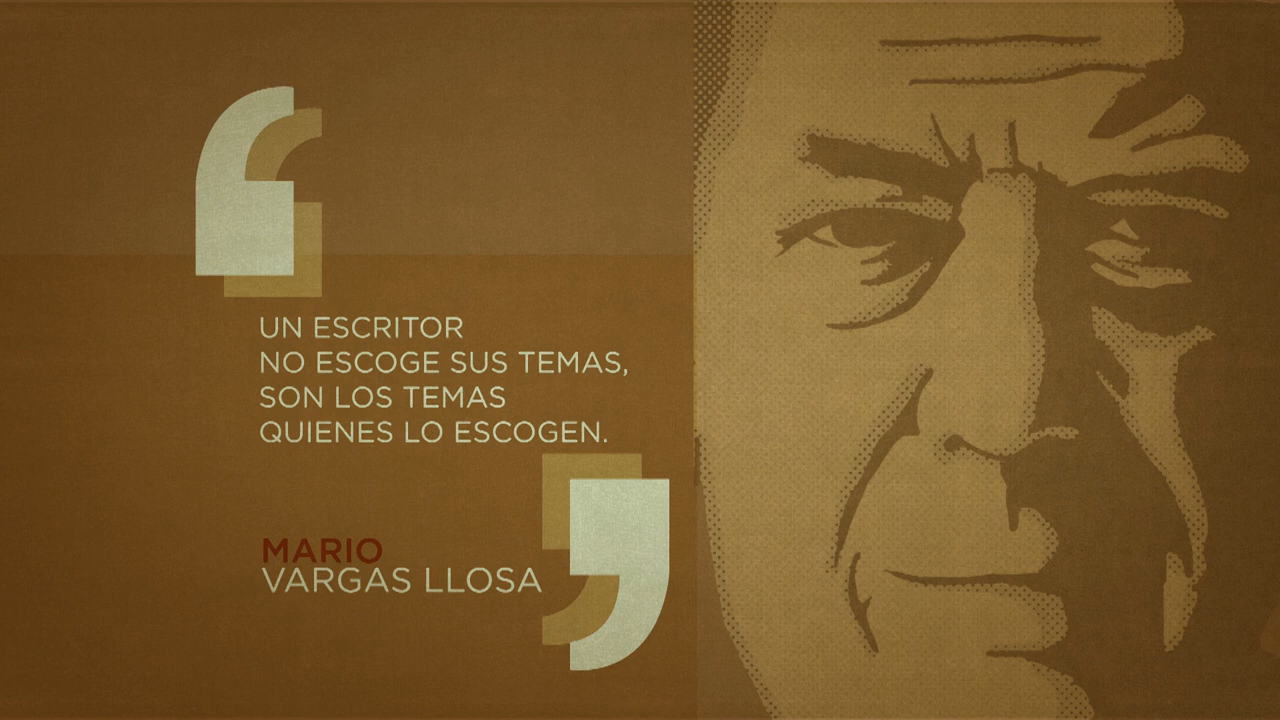 UN ESCRITOR
NO ESCOGE SUS TEMAS,
SON LOS TEMAS
QUIENES LO ESCOGEN.
MARIO
VARGAS LLOSA